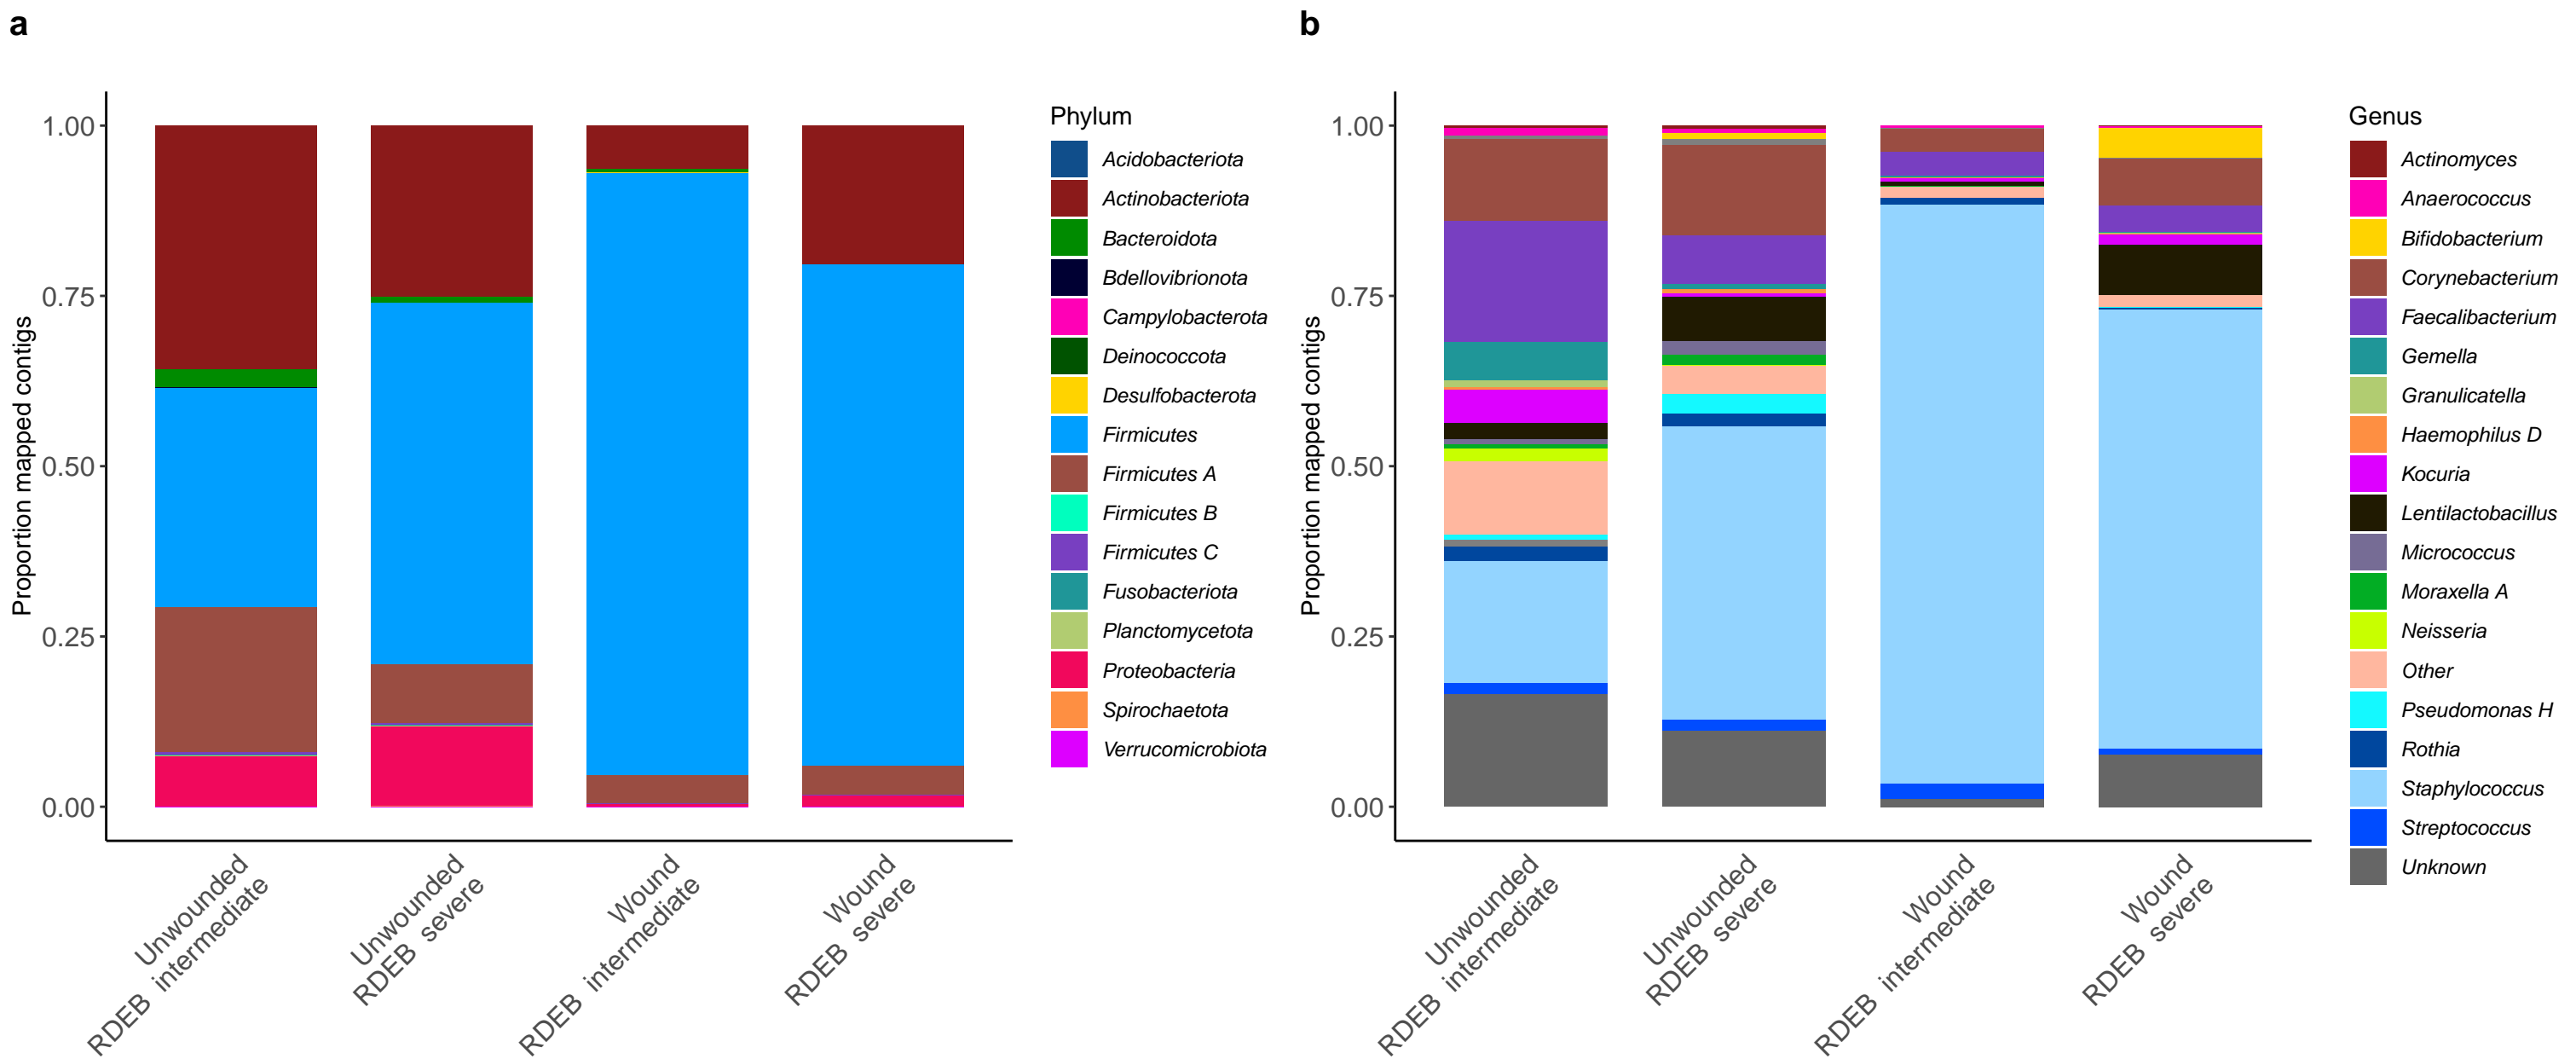 a
Proportion mapped contigs
1.00
0.75
0.50
0.25
0.00
Unwounded
RDEB intermediate
Unwounded
RDEB severe
Wound
RDEB intermediate
Wound
RDEB severe
Phylum
Acidobacteriota
Actinobacteriota
Bacteroidota
Bdellovibrionota
Campylobacterota
Deinococcota
Desulfobacterota
Firmicutes
Firmicutes A
Firmicutes B
Firmicutes C
Fusobacteriota
Planctomycetota
Proteobacteria
Spirochaetota
Verrucomicrobiota
b
Proportion mapped contigs
1.00
0.75
0.50
0.25
0.00
Unwounded
RDEB intermediate
Unwounded
RDEB severe
Wound
RDEB intermediate
Wound
RDEB severe
Genus
Actinomyces
Anaerococcus
Bifidobacterium
Corynebacterium
Faecalibacterium
Gemella
Granulicatella
Haemophilus D
Kocuria
Lentilactobacillus
Micrococcus
Moraxella A
Neisseria
Other
Pseudomonas H
Rothia
Staphylococcus
Streptococcus
Unknown